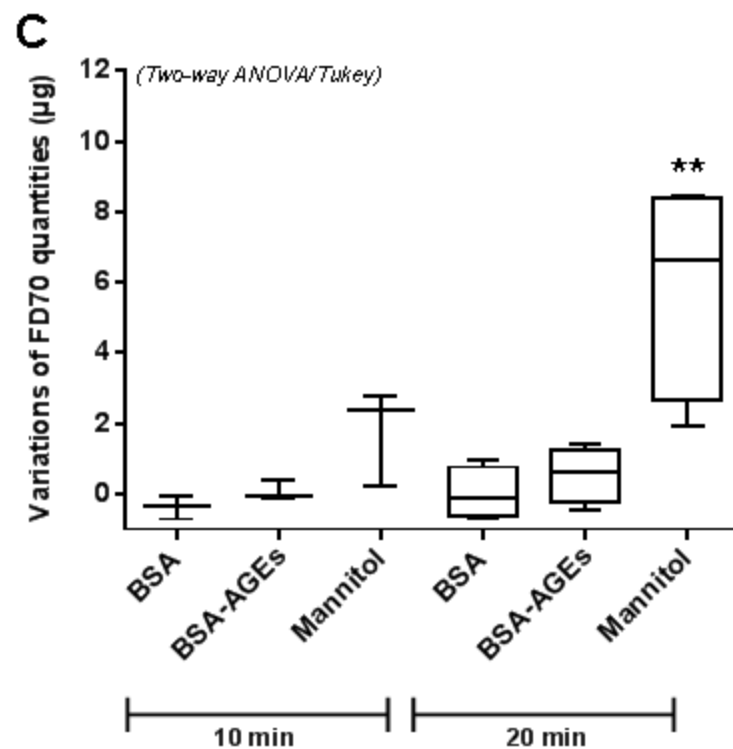 C
(Two-way ANOVA/Tukey)
Variations of FD70 quantities (µg)
12
10
8
6
4
2
0
**
BSA
BSA-AGEs
Mannitol
BSA
BSA-AGEs
Mannitol
10 min
20 min